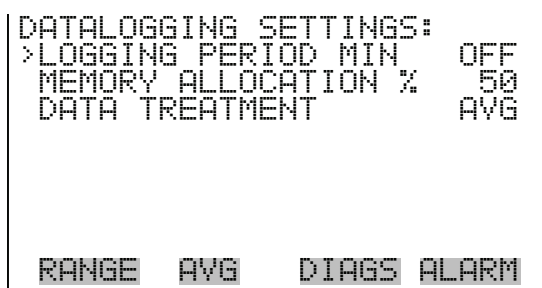 DATALOGGING SETTINGS:
>LOGGING PERIOD MIN OFF
MEMORY ALLOCATION % 50
DATA TREATMENT AVG
RANGE AVG DIAGS ALARM